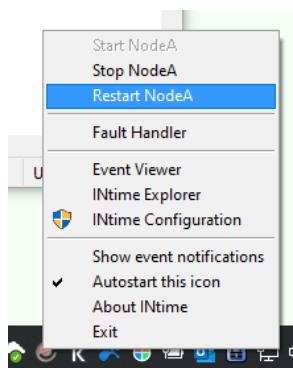 Start NodeA
Stop NodeA
Restart NodeA
Fault Handler
U
Event Viewer
INtime Explorer
INtime Configuration
Show event notifications
Autostart this icon
About INtime
Exit
K